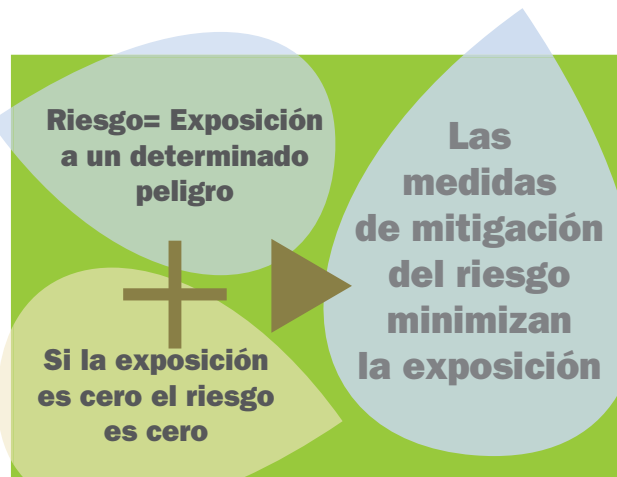 Riesgo= Exposición
a un determinado
peligro
Si la exposición
es cero el riesgo
es cero
Las
medidas
de mitigación
del riesgo
minimizan
la exposición